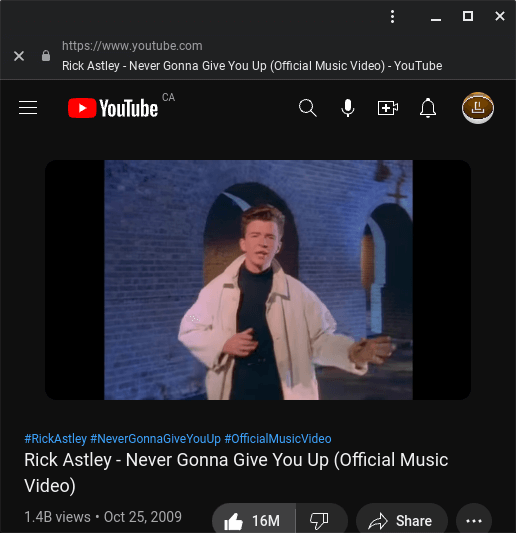 https://www.youtube.com
Rick Astley - Never Gonna Give You Up (Official Music Video) - YouTube
YouTube CA
#RickAstley #NeverGonnaGiveYouUp #OfficialMusicVideo
Rick Astley - Never Gonna Give You Up (Official Music
Video)
1.4B views • Oct 25, 2009
16M
Share